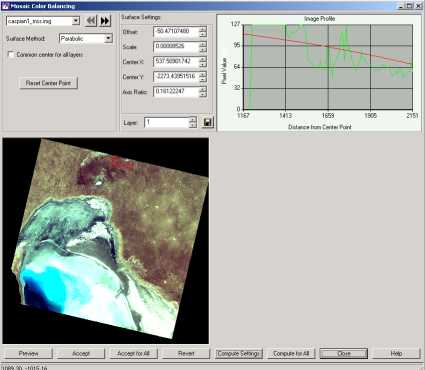 Mosaic Color Balancing
caspian1_mic.img
Surface Method: Parabolic
Common center for all layers
Reset Center Point
Surface Settings:
Offset: -50.47107480
Scale: 0.00008526
Center X: 537.50901742
Center Y: -2273.43951516
Axis Ratio: 0.16122247
Layer: 1
Image Profile
Pixel Value
127
95
64
32
0
1167 1413 1659 1905 2151
Distance from Center Point
Preview Accept Accept for All Revert Compute Settings Compute for All Close Help
1089.30, -1015.16